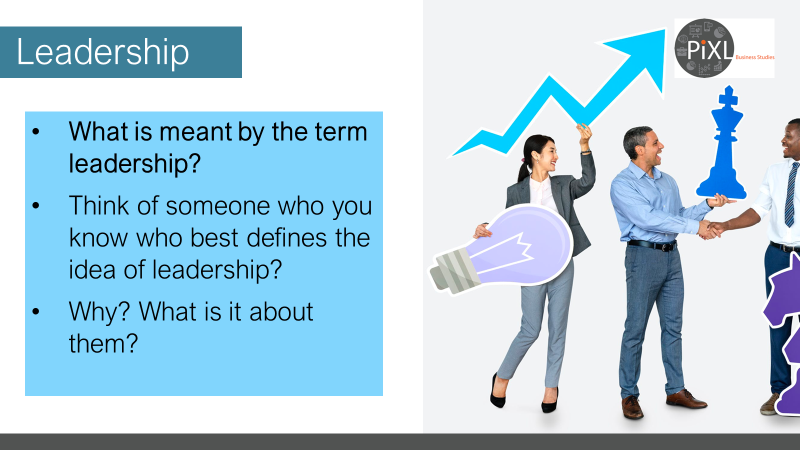 Leadership
PiXL
Business Studies
• What is meant by the term
leadership?
• Think of someone who you
know who best defines the
idea of leadership?
• Why? What is it about
them?